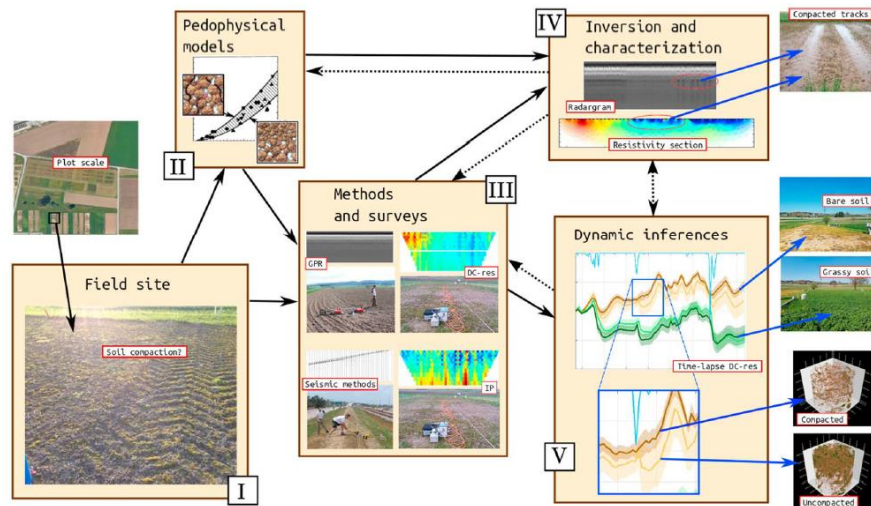 Plot scale
Field site
Soil compaction?
I
Pedophysical
models
II
Methods
and surveys
III
GPR
DC-res
Seismic methods
IP
IV
Inversion and
characterization
Radargram
Resistivity section
Compacted tracks
Dynamic inferences
Time-lapse DC-res
V
Bare soil
Grassy soil
Compacted
Uncompacted